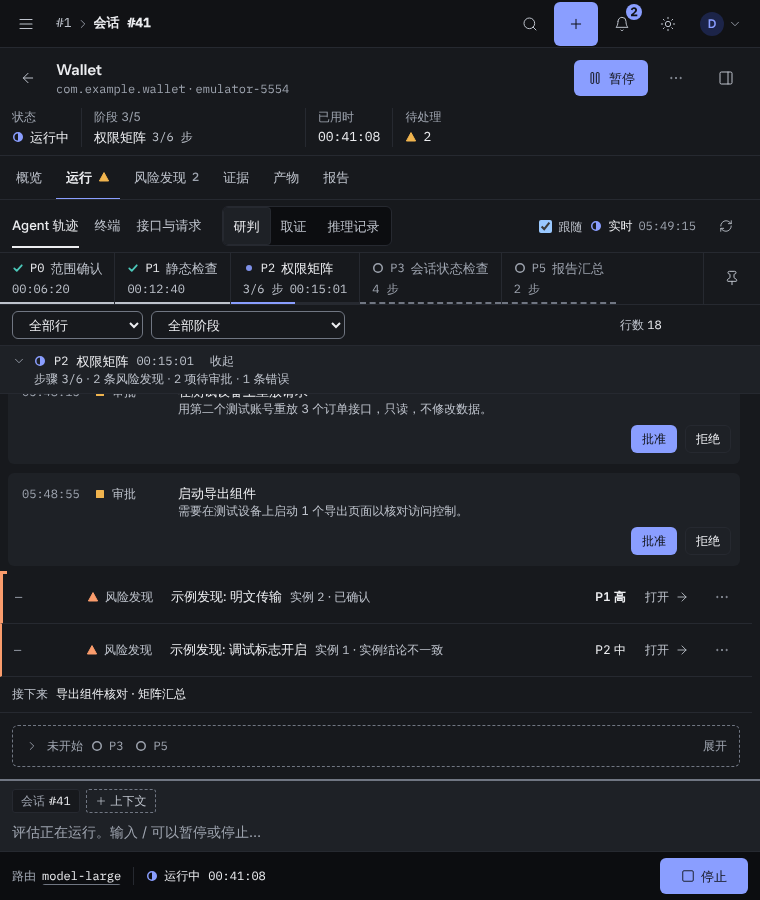 #1 会话 #41
2
D
Wallet
com.example.wallet · emulator-5554
暂停
状态 阶段 3/5 已用时 待处理
运行中 权限矩阵 3/6 步 00:41:08 2
概览 运行 风险发现 2 证据 产物 报告
Agent 轨迹 终端 接口与请求 研判 取证 推理记录 跟随 实时 05:49:15
P0 范围确认 P1 静态检查 P2 权限矩阵 P3 会话状态检查 P5 报告汇总
00:06:20 00:12:40 3/6 步 00:15:01 4 步 2 步
全部行 全部阶段 行数 18
P2 权限矩阵 00:15:01 收起
步骤 3/6 · 2 条风险发现 · 2 项待审批 · 1 条错误
用第二个测试账号重放 3 个订单接口，只读，不修改数据。
批准 拒绝
05:48:55 审批 启动导出组件
需要在测试设备上启动 1 个导出页面以核对访问控制。
批准 拒绝
– 风险发现 示例发现: 明文传输 实例 2 · 已确认 P1 高 打开
– 风险发现 示例发现: 调试标志开启 实例 1 · 实例结论不一致 P2 中 打开
接下来 导出组件核对 · 矩阵汇总
未开始 P3 P5 展开
会话 #41 + 上下文
评估正在运行。输入 / 可以暂停或停止...
路由 model-large 运行中 00:41:08 停止